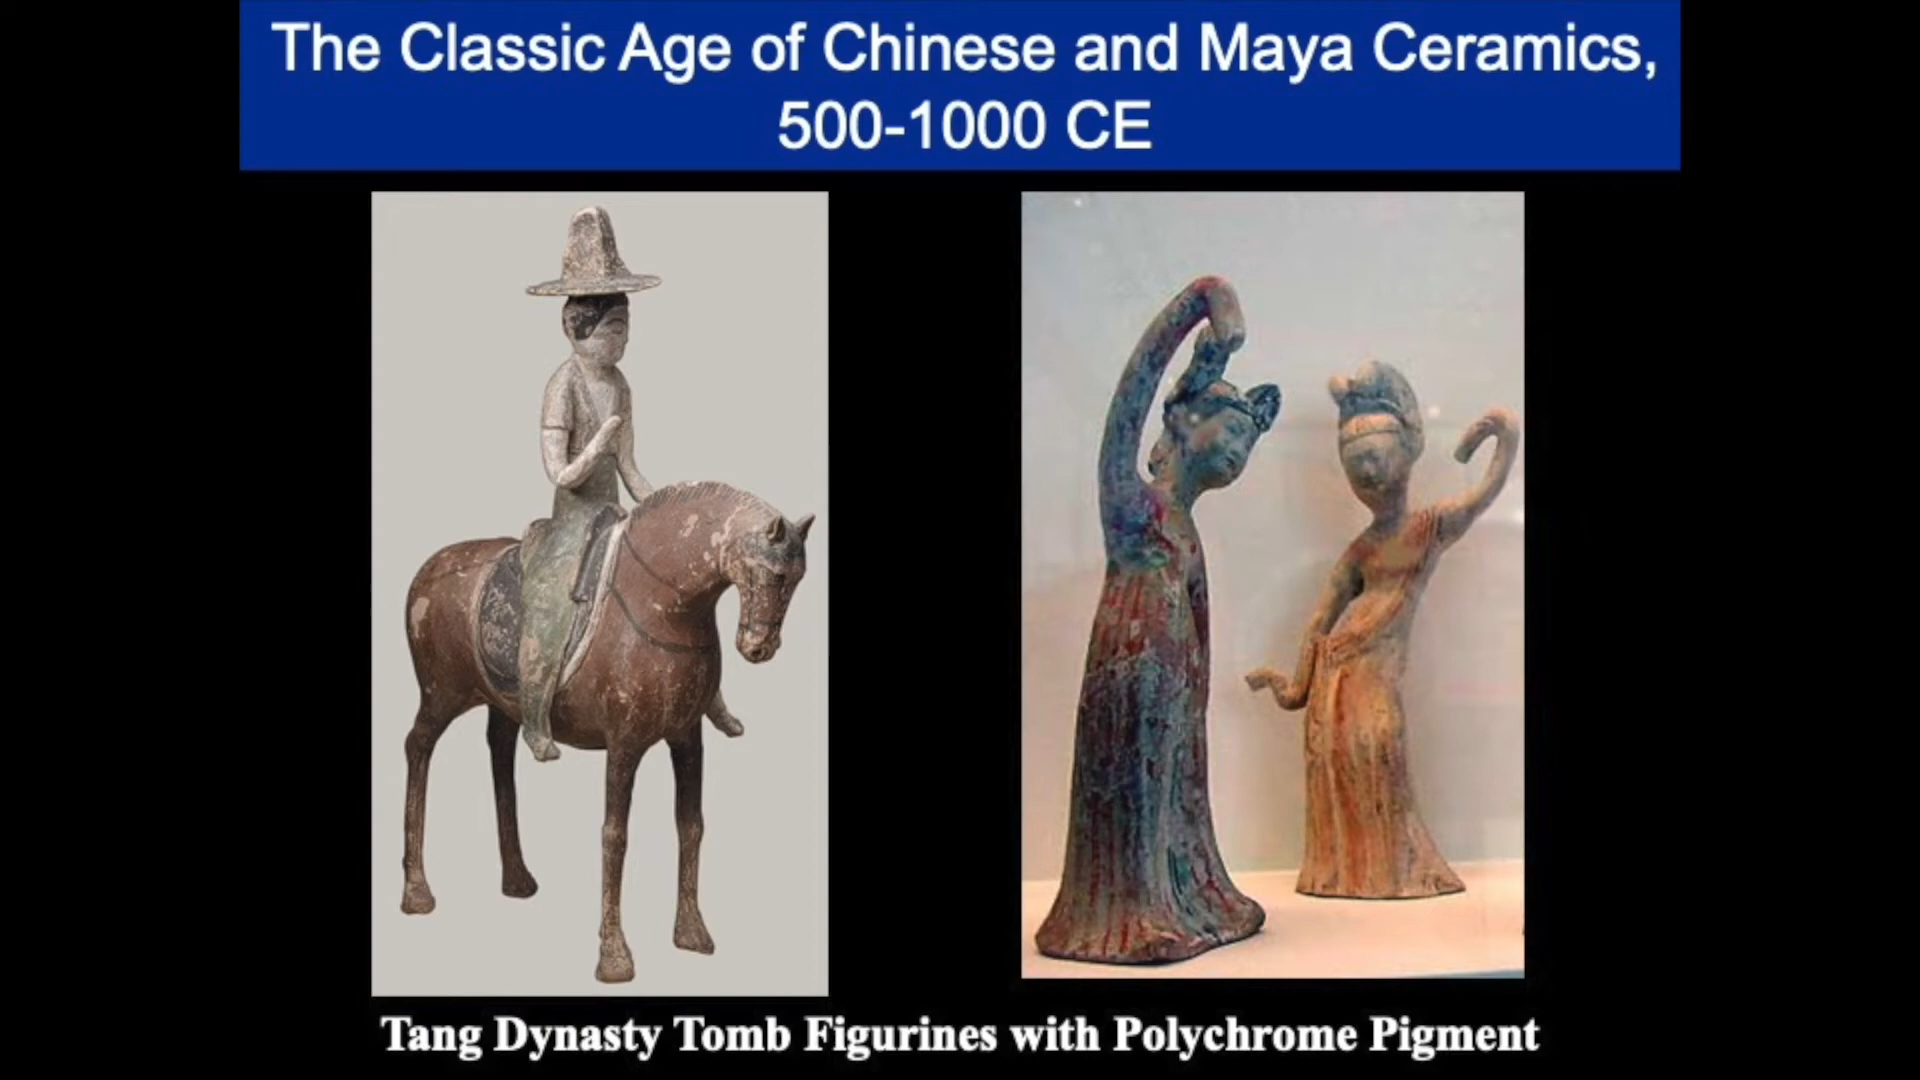 The Classic Age of Chinese and Maya Ceramics,
500-1000 CE
Tang Dynasty Tomb Figurines with Polychrome Pigment